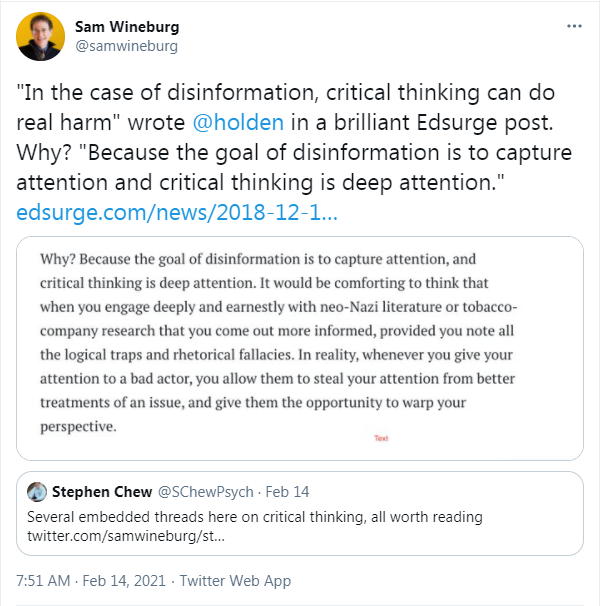 Sam Wineburg
@samwineburg
"In the case of disinformation, critical thinking can do
real harm" wrote @holden in a brilliant Edsurge post.
Why? "Because the goal of disinformation is to capture
attention and critical thinking is deep attention."
edsurge.com/news/2018-12-1...
Why? Because the goal of disinformation is to capture attention, and
critical thinking is deep attention. It would be comforting to think that
when you engage deeply and earnestly with neo-Nazi literature or tobacco-
company research that you come out more informed, provided you note all
the logical traps and rhetorical fallacies. In reality, whenever you give your
attention to a bad actor, you allow them to steal your attention from better
treatments of an issue, and give them the opportunity to warp your
perspective.
Text
Stephen Chew @SChewPsych · Feb 14
Several embedded threads here on critical thinking, all worth reading
twitter.com/samwineburg/st...
7:51 AM · Feb 14, 2021 · Twitter Web App